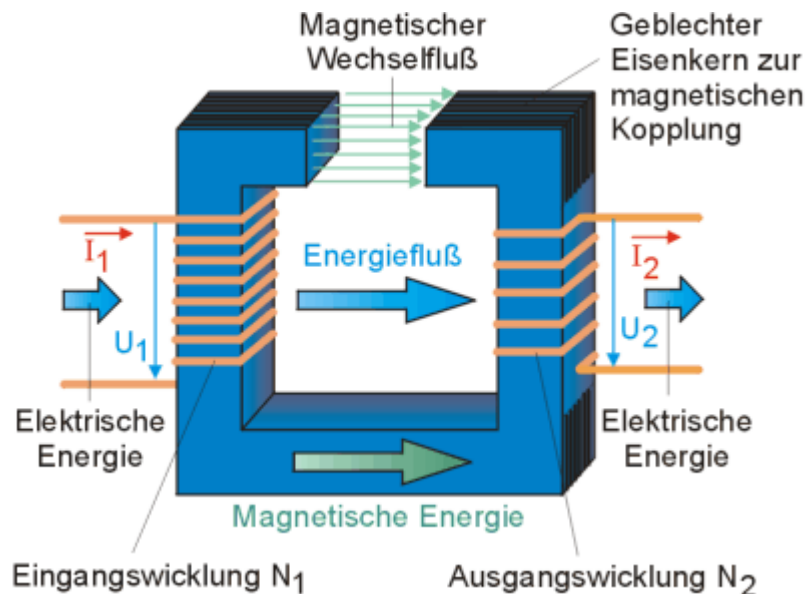 Magnetischer
Wechselfluß
Geblechter
Eisenkern zur
magnetischen
Kopplung
I1
Energiefluß
I2
U1
U2
Elektrische
Energie
Elektrische
Energie
Magnetische Energie
Eingangswicklung N1
Ausgangswicklung N2